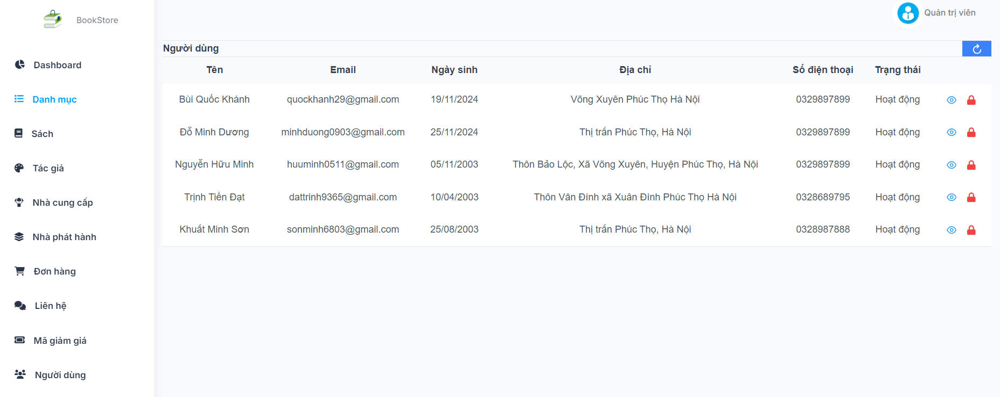 BookStore
Quản trị viên
Dashboard
Danh mục
Sách
Tác giả
Nhà cung cấp
Nhà phát hành
Đơn hàng
Liên hệ
Mã giảm giá
Người dùng
Người dùng
Tên Email Ngày sinh Địa chỉ Số điện thoại Trạng thái
Bùi Quốc Khánh quockhanh29@gmail.com 19/11/2024 Võng Xuyên Phúc Thọ Hà Nội 0329897899 Hoạt động
Đỗ Minh Dương minhduong0903@gmail.com 25/11/2024 Thị trấn Phúc Thọ, Hà Nội 0329897899 Hoạt động
Nguyễn Hữu Minh huuminh0511@gmail.com 05/11/2003 Thôn Bảo Lộc, Xã Võng Xuyên, Huyện Phúc Thọ, Hà Nội 0329897899 Hoạt động
Trịnh Tiến Đạt dattrinh9365@gmail.com 10/04/2003 Thôn Vân Đình xã Xuân Đình Phúc Thọ Hà Nội 0328689795 Hoạt động
Khuất Minh Sơn sonminh6803@gmail.com 25/08/2003 Thị trấn Phúc Thọ, Hà Nội 0328987888 Hoạt động